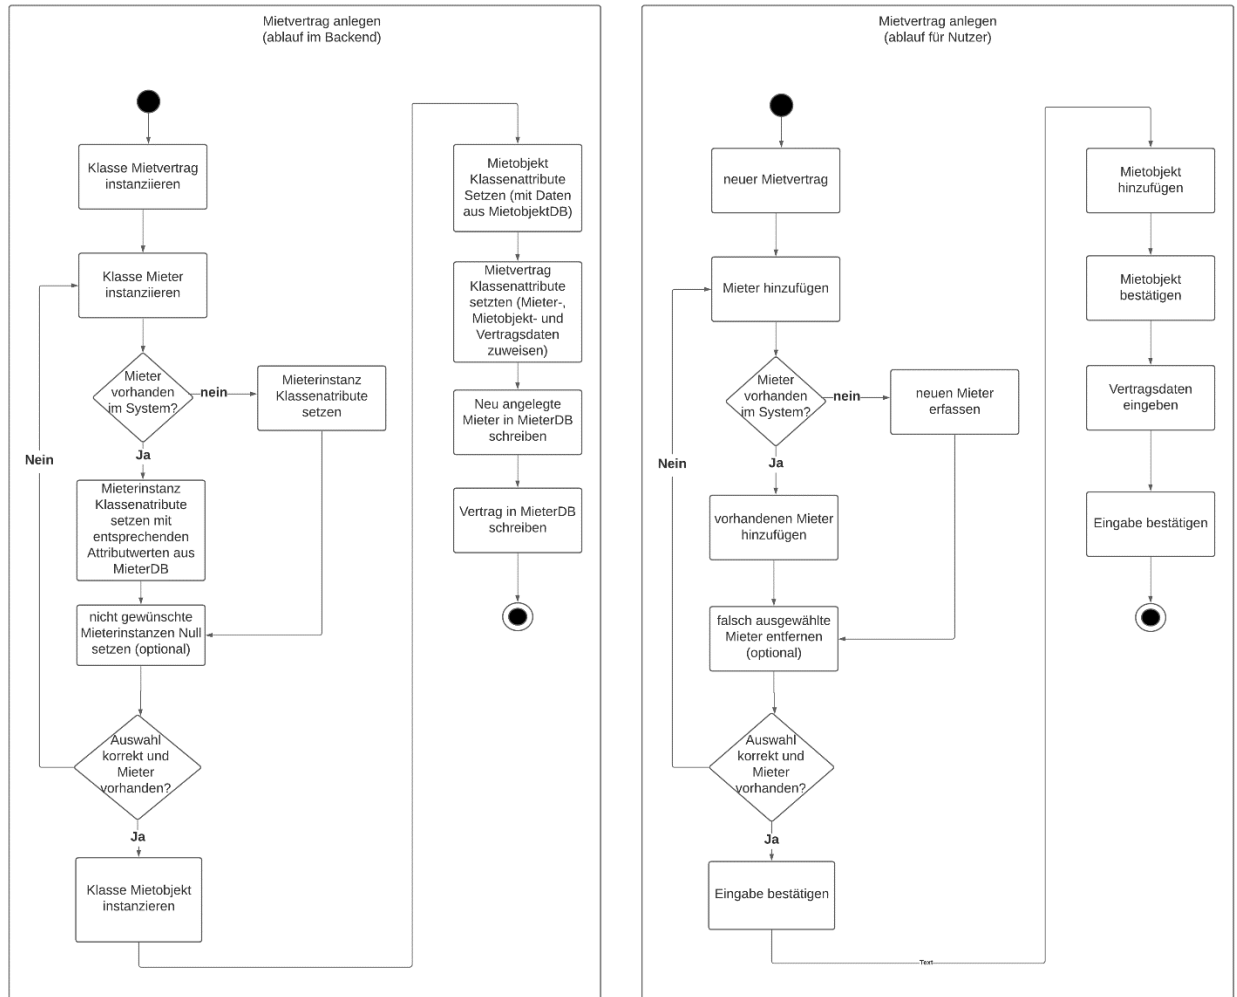 Mietvertrag anlegen
(ablauf im Backend)
Klasse Mietvertrag
instanziieren
Klasse Mieter
instanziieren
Mieter
vorhanden
im System?
nein
Mieterinstanz
Klassenatribute
setzen
Ja
Nein
Mieterinstanz
Klassenatribute
setzen mit
entsprechenden
Attributwerten aus
MieterDB
nicht gewünschte
Mieterinstanzen Null
setzen (optional)
Auswahl
korrekt und
Mieter
vorhanden?
Ja
Klasse Mietobjekt
instanzieren
Mietobjekt
Klassenattribute
Setzen (mit Daten
aus MietobjektDB)
Mietvertrag
Klassenattribute
setzten (Mieter-,
Mietobjekt- und
Vertragsdaten
zuweisen)
Neu angelegte
Mieter in MieterDB
schreiben
Vertrag in MieterDB
schreiben
Mietvertrag anlegen
(ablauf für Nutzer)
neuer Mietvertrag
Mieter hinzufügen
Mieter
vorhanden
im System?
nein
neuen Mieter
erfassen
Ja
Nein
vorhandenen Mieter
hinzufügen
falsch ausgewählte
Mieter entfernen
(optional)
Auswahl
korrekt und
Mieter
vorhanden?
Ja
Eingabe bestätigen
Text
Mietobjekt
hinzufügen
Mietobjekt
bestätigen
Vertragsdaten
eingeben
Eingabe bestätigen